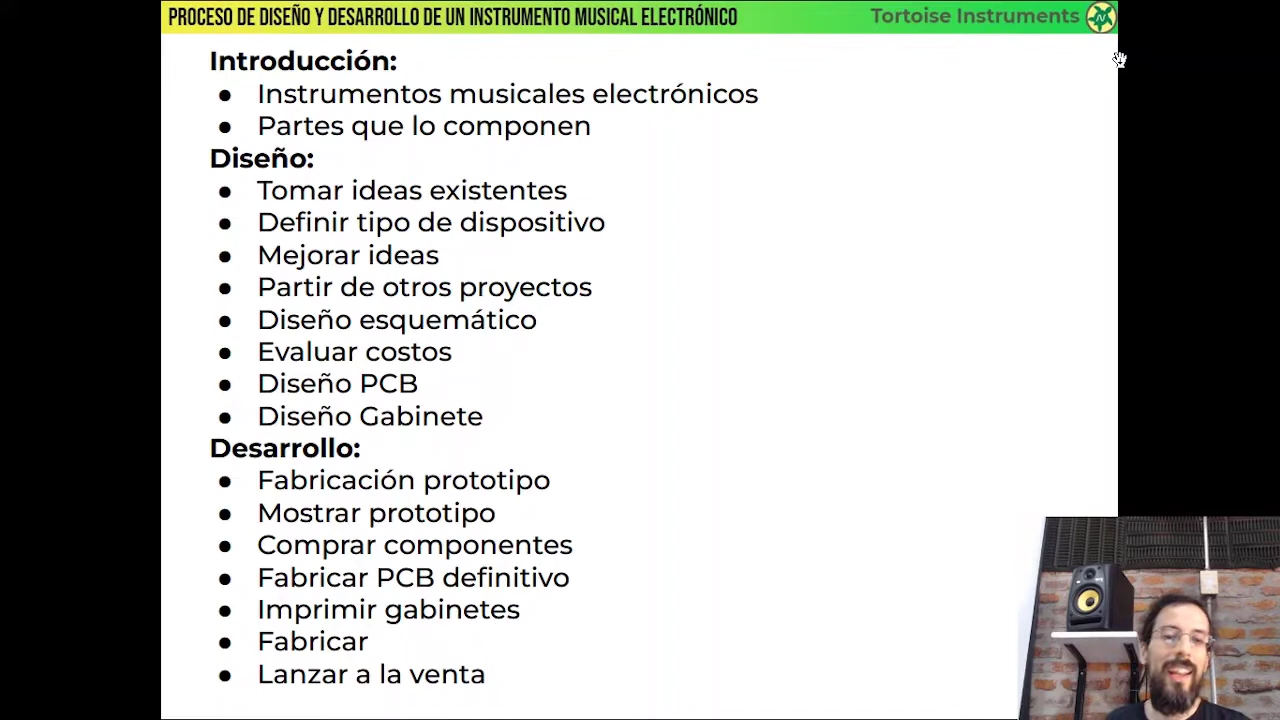 PROCESO DE DISEÑO Y DESARROLLO DE UN INSTRUMENTO MUSICAL ELECTRÓNICO
Tortoise Instruments
Introducción:
● Instrumentos musicales electrónicos
● Partes que lo componen
Diseño:
● Tomar ideas existentes
● Definir tipo de dispositivo
● Mejorar ideas
● Partir de otros proyectos
● Diseño esquemático
● Evaluar costos
● Diseño PCB
● Diseño Gabinete
Desarrollo:
● Fabricación prototipo
● Mostrar prototipo
● Comprar componentes
● Fabricar PCB definitivo
● Imprimir gabinetes
● Fabricar
● Lanzar a la venta